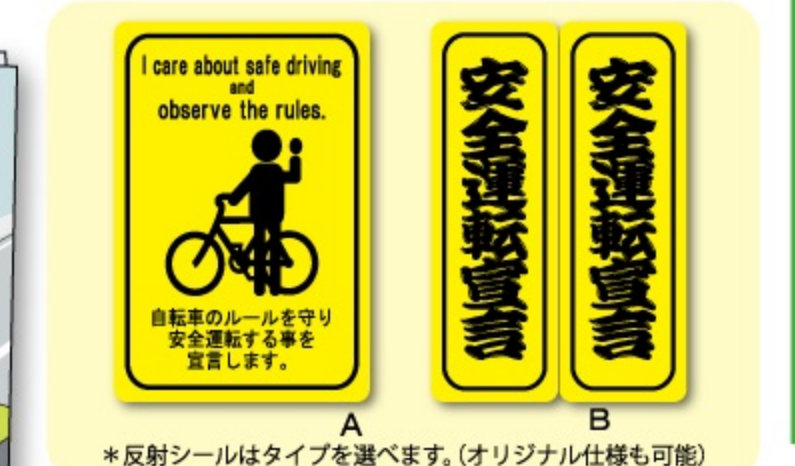 I care about safe driving
and
observe the rules.
自転車のルールを守り
安全運転する事を
宣言します。
A
安全運転宣言
安全運転宣言
B
*反射シールはタイプを選べます。(オリジナル仕様も可能)